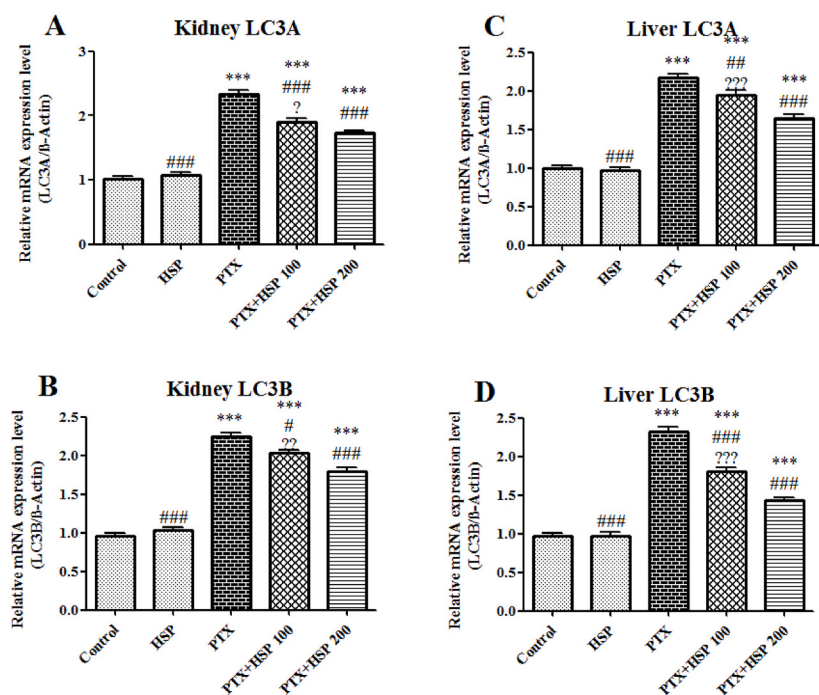 A
Kidney LC3A
Relative mRNA expression level
(LC3A/ß-Actin)
3
2
1
0
###
***
***
###
?
***
###
Control
HSP
PTX
PTX+HSP 100
PTX+HSP 200
C
Liver LC3A
Relative mRNA expression level
(LC3A/ß-Actin)
2.5
2.0
1.5
1.0
0.5
0.0
###
***
***
##
???
***
###
Control
HSP
PTX
PTX+HSP 100
PTX+HSP 200
B
Kidney LC3B
Relative mRNA expression level
(LC3B/ß-Actin)
2.5
2.0
1.5
1.0
0.5
0.0
###
***
***
#
??
***
###
Control
HSP
PTX
PTX+HSP 100
PTX+HSP 200
D
Liver LC3B
Relative mRNA expression level
(LC3B/ß-Actin)
2.5
2.0
1.5
1.0
0.5
0.0
###
***
***
###
???
***
###
Control
HSP
PTX
PTX+HSP 100
PTX+HSP 200